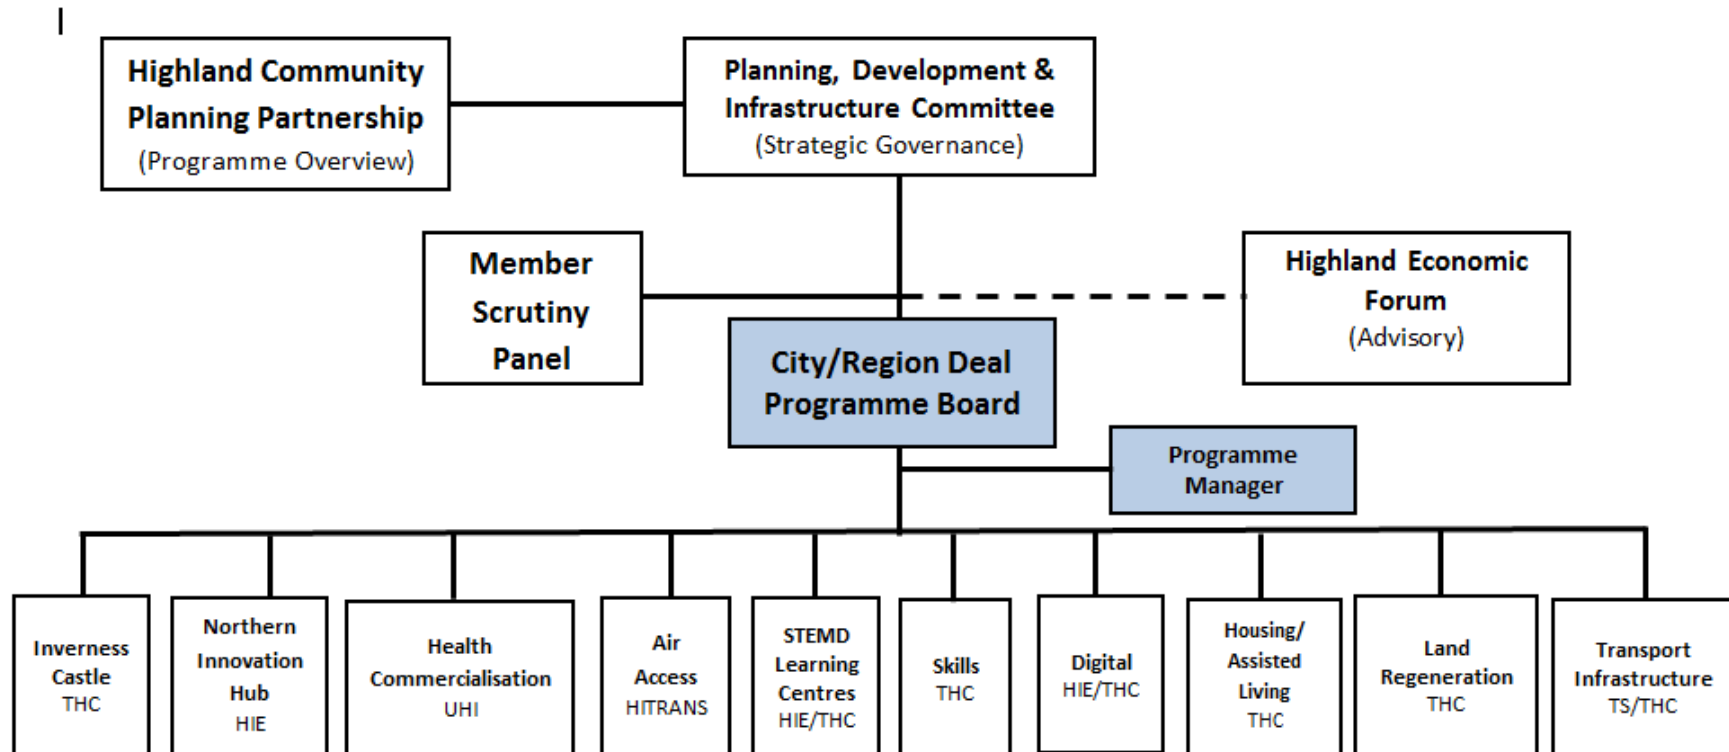 Highland Community
Planning Partnership
(Programme Overview)
Planning, Development &
Infrastructure Committee
(Strategic Governance)
Member
Scrutiny
Panel
Highland Economic
Forum
(Advisory)
City/Region Deal
Programme Board
Programme
Manager
Inverness
Castle
THC
Northern
Innovation
Hub
HIE
Health
Commercialisation
UHI
Air
Access
HITRANS
STEMD
Learning
Centres
HIE/THC
Skills
THC
Digital
HIE/THC
Housing/
Assisted
Living
THC
Land
Regeneration
THC
Transport
Infrastructure
TS/THC